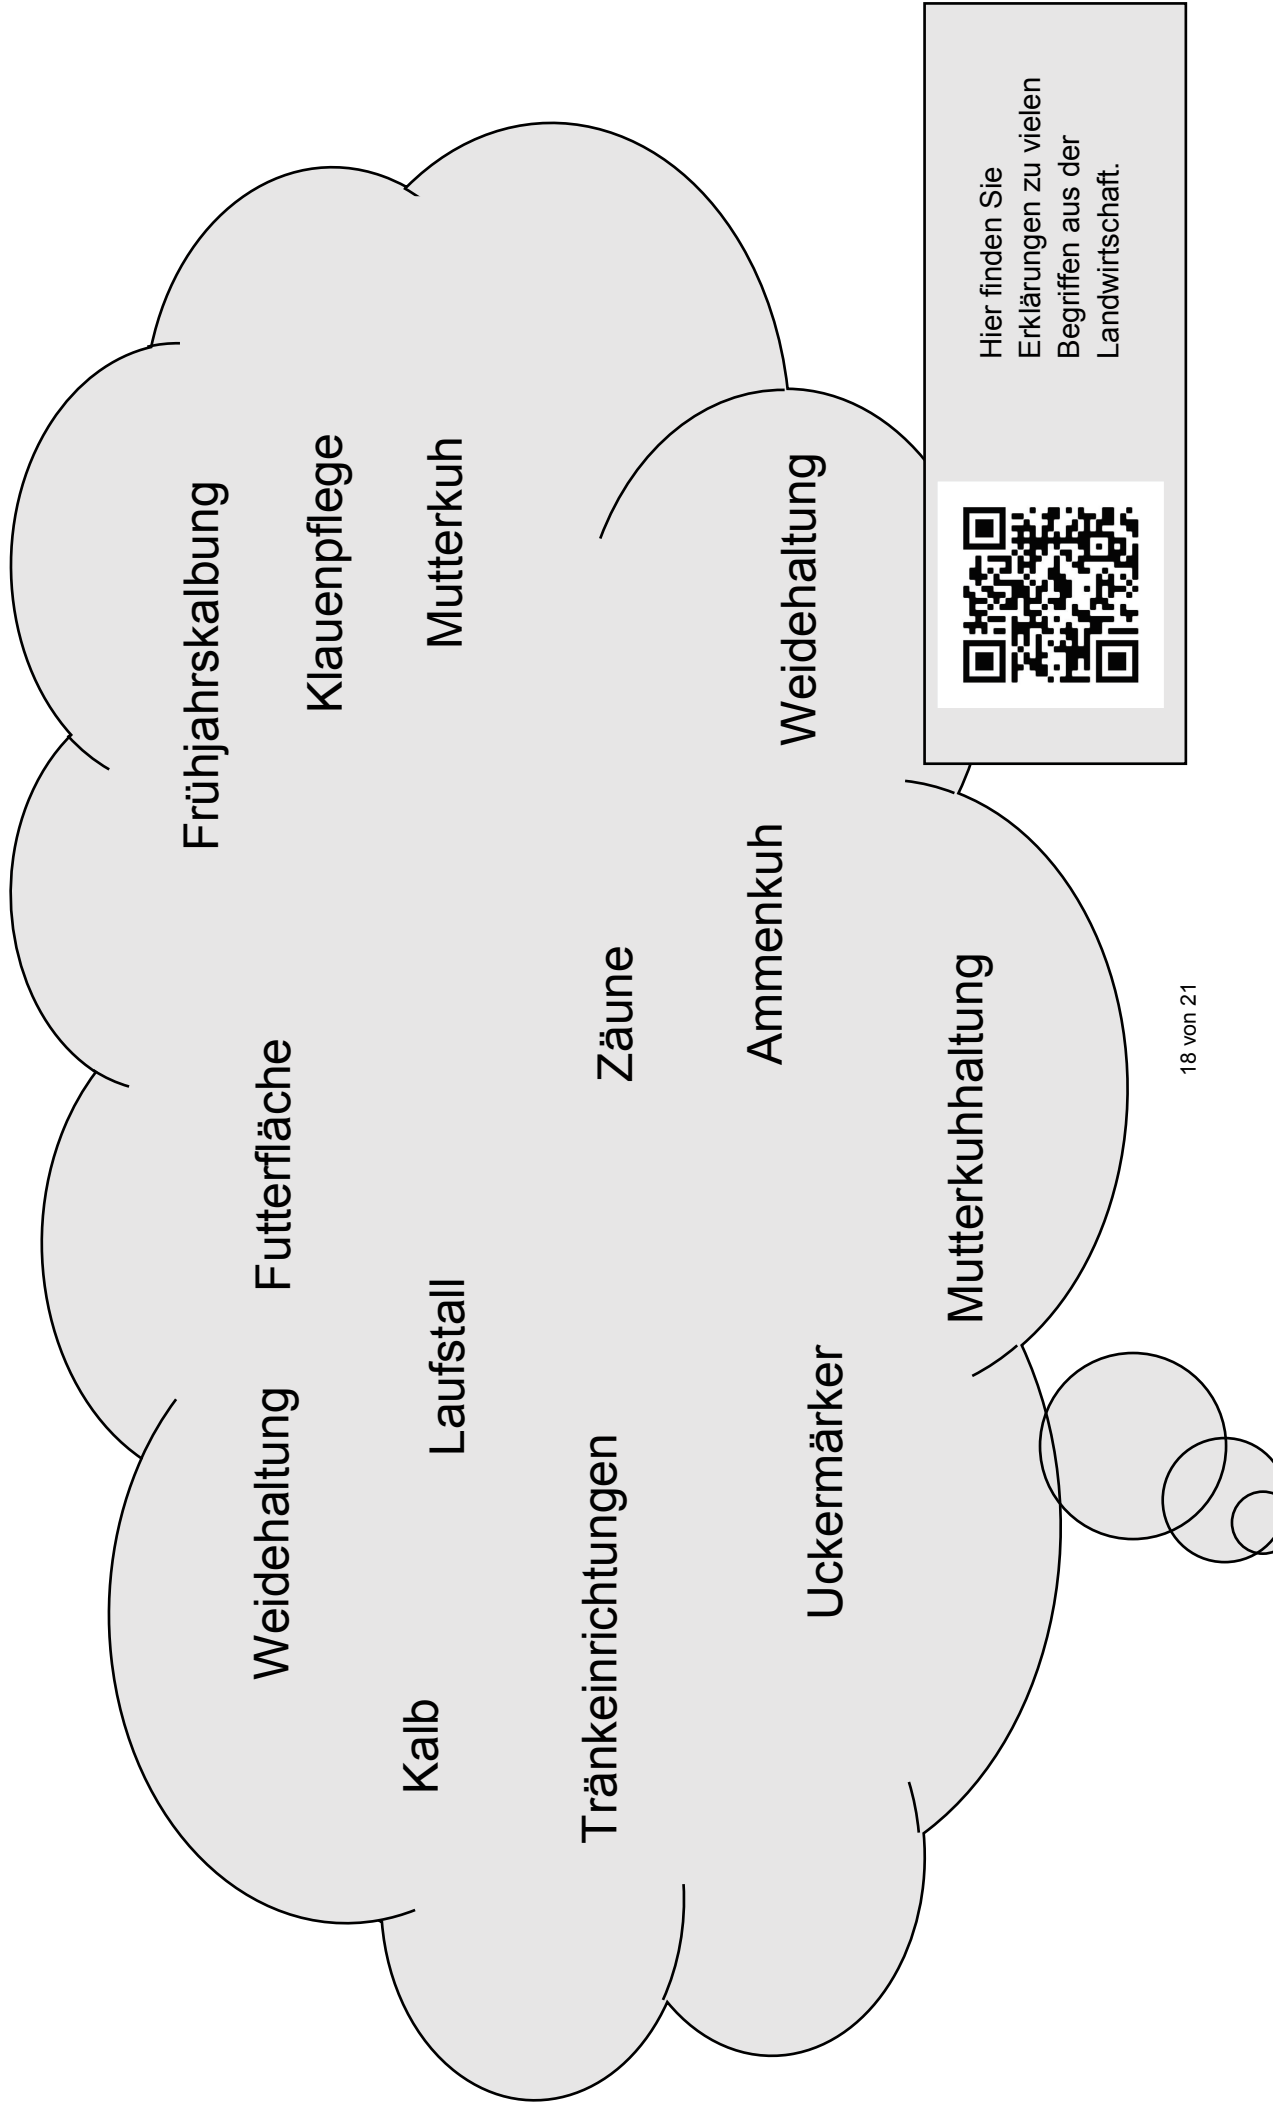 Frühjahrskalbung
Weidehaltung
Futterfläche
Klauenpflege
Kalb
Laufstall
Mutterkuh
Tränkeinrichtungen
Zäune
Ammenkuh
Weidehaltung
Uckermärker
Mutterkuhhaltung
Hier finden Sie
Erklärungen zu vielen
Begriffen aus der
Landwirtschaft.
18 von 21